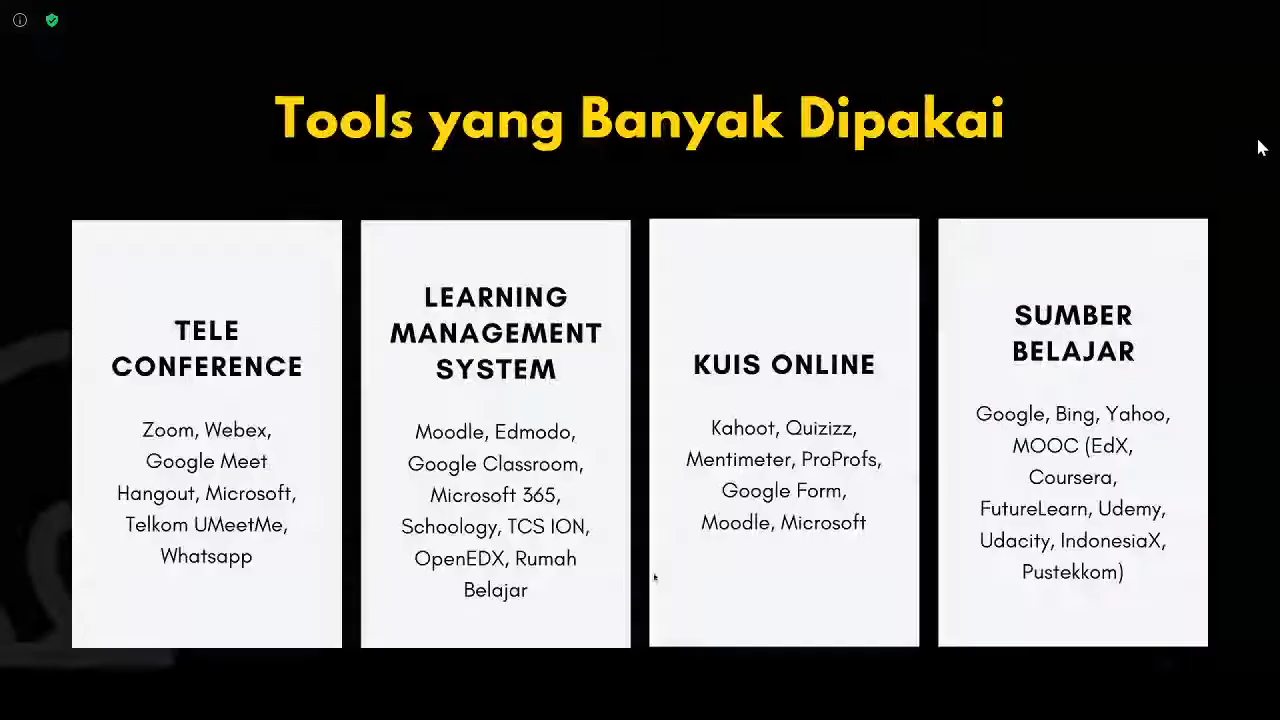 Tools yang Banyak Dipakai
TELE
CONFERENCE
Zoom, Webex,
Google Meet
Hangout, Microsoft,
Telkom UMeetMe,
Whatsapp
LEARNING
MANAGEMENT
SYSTEM
Moodle, Edmodo,
Google Classroom,
Microsoft 365,
Schoology, TCS ION,
OpenEDX, Rumah
Belajar
KUIS ONLINE
Kahoot, Quizizz,
Mentimeter, ProProfs,
Google Form,
Moodle, Microsoft
SUMBER
BELAJAR
Google, Bing, Yahoo,
MOOC (EdX,
Coursera,
FutureLearn, Udemy,
Udacity, IndonesiaX,
Pustekkom)